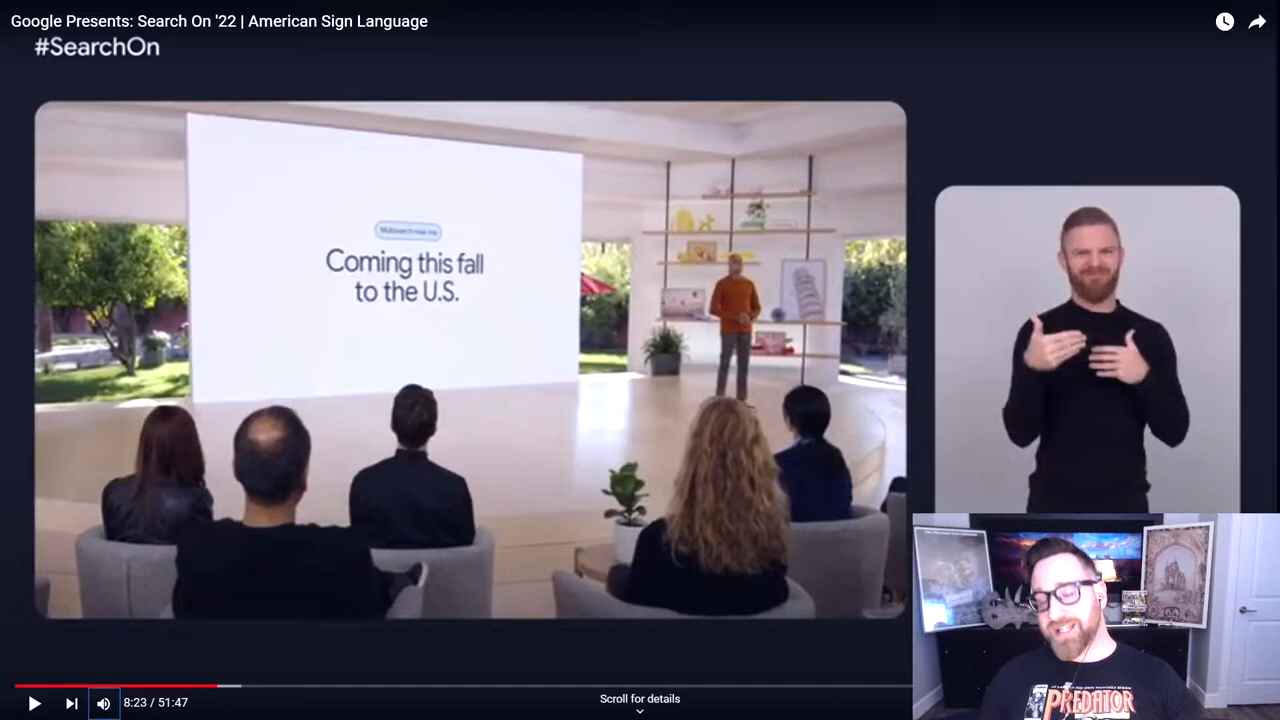 Google Presents: Search On '22 | American Sign Language
#SearchOn
Multisearch near me
Coming this fall
to the U.S.
PREDATOR
8:23 / 51:47
Scroll for details